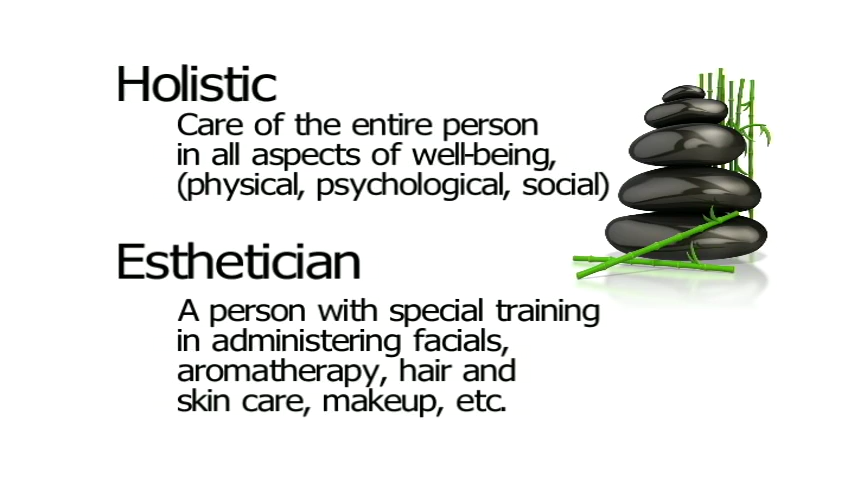 Holistic
Care of the entire person
in all aspects of well-being,
(physical, psychological, social)
Esthetician
A person with special training
in administering facials,
aromatherapy, hair and
skin care, makeup, etc.